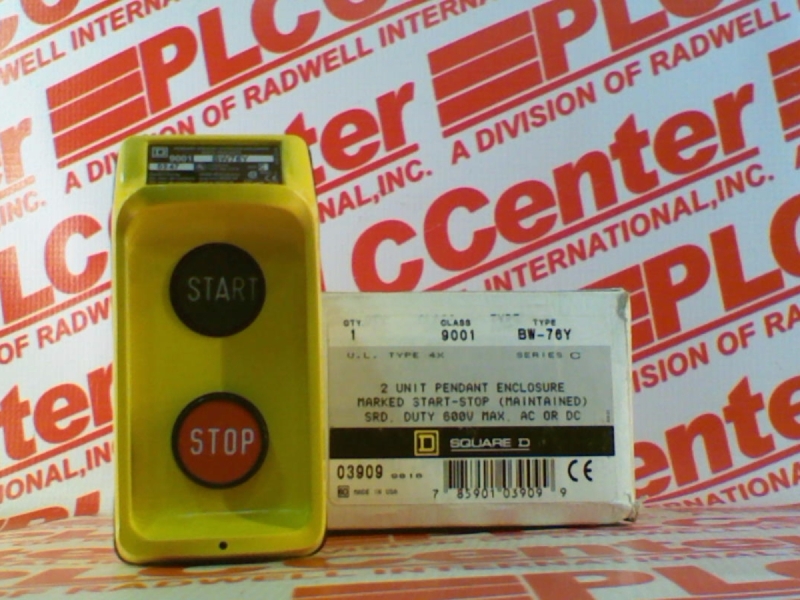 PLCCenter
A DIVISION OF RADWELL INTERNATIONAL, INC.
9001 BW76Y
START
STOP
QTY CLASS TYPE
1 9001 BW-76Y
U.L. TYPE 4X SERIES C
2 UNIT PENDANT ENCLOSURE
MARKED START-STOP (MAINTAINED)
SRD. DUTY 600V MAX. AC OR DC
D SQUARE D
03909
MADE IN USA
CE
7 85901 03909 9